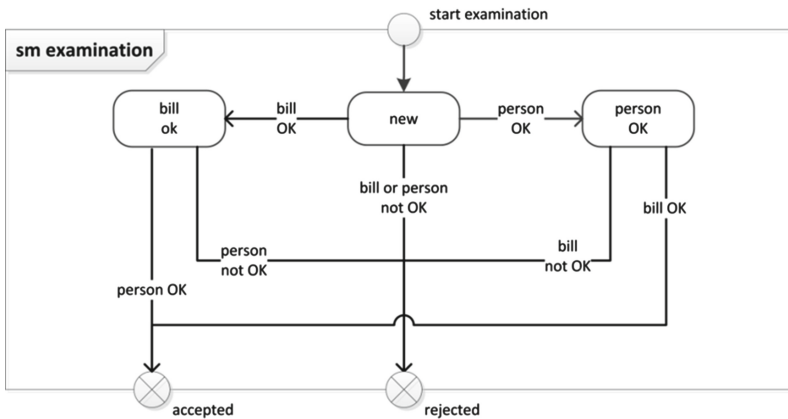 start examination
sm examination
bill
ok
bill
OK
new
person
OK
person
OK
bill or person
not OK
bill OK
person
not OK
bill
not OK
person OK
accepted
rejected